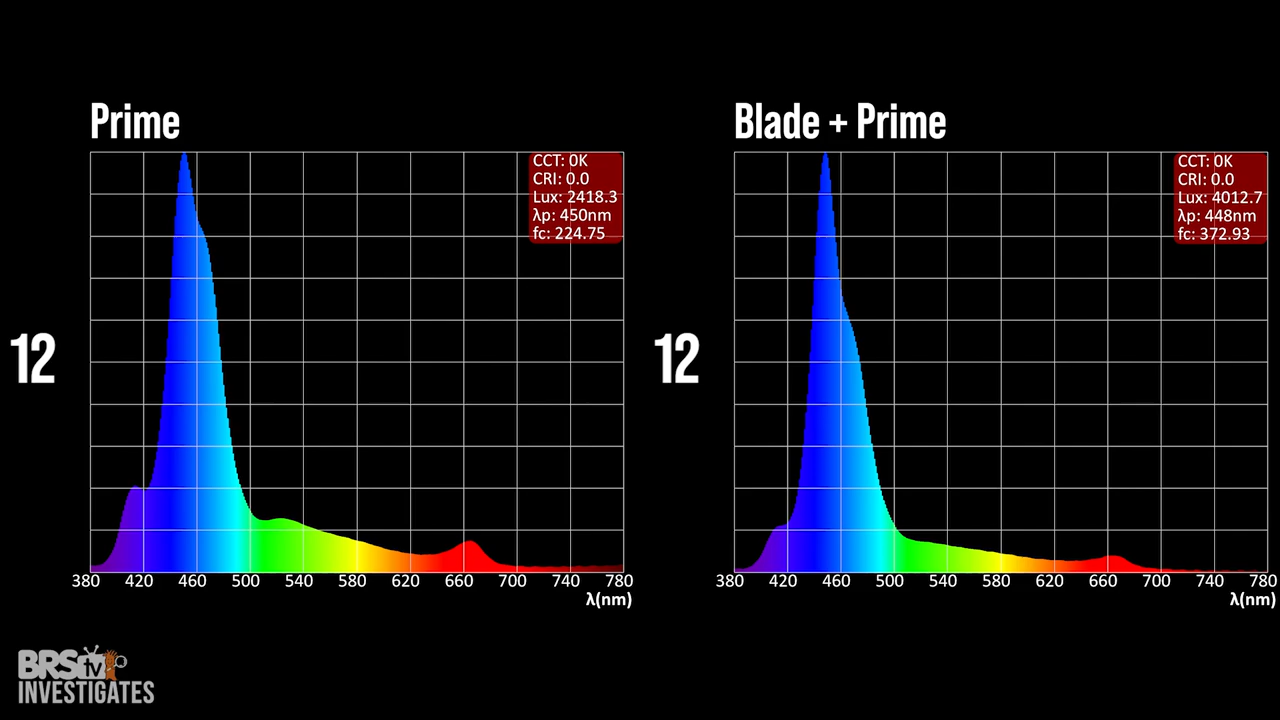 Prime
CCT: 0K
CRI: 0.0
Lux: 2418.3
λp: 450nm
fc: 224.75
12
380 420 460 500 540 580 620 660 700 740 780
λ(nm)
Blade + Prime
CCT: 0K
CRI: 0.0
Lux: 4012.7
λp: 448nm
fc: 372.93
12
380 420 460 500 540 580 620 660 700 740 780
λ(nm)
BRStv
INVESTIGATES